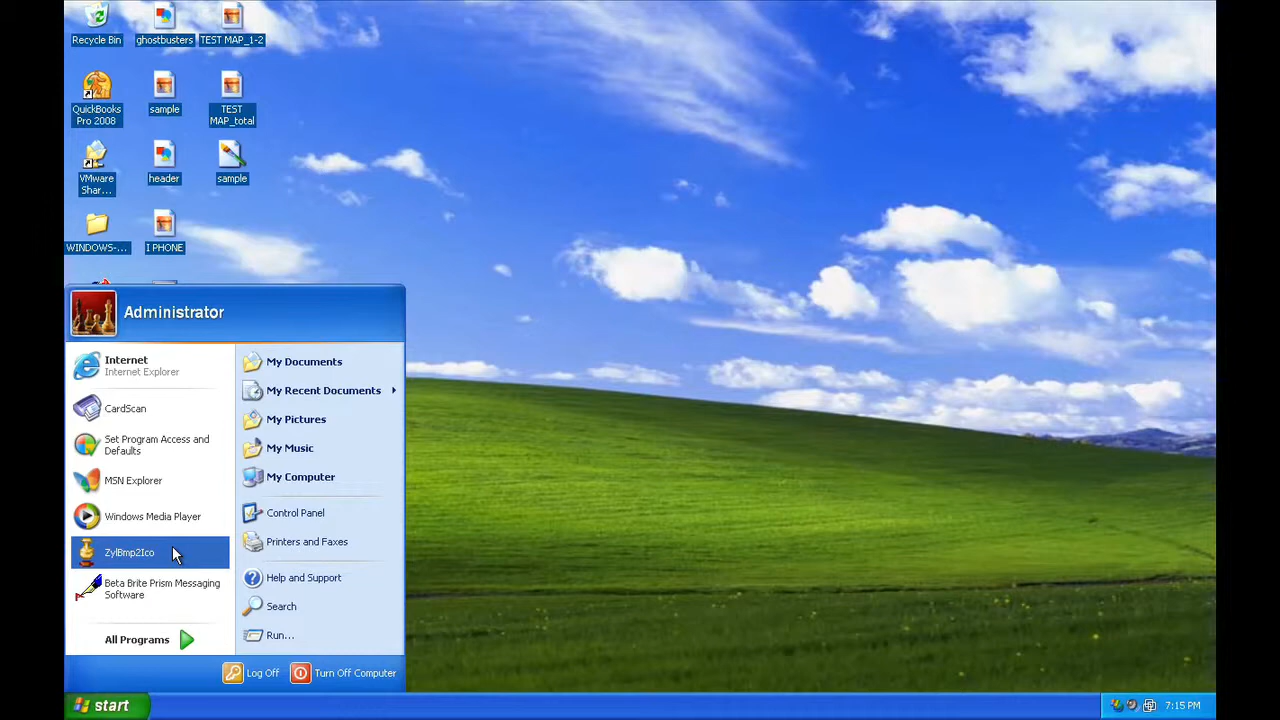 Recycle Bin
ghostbusters
TEST MAP_1-2
QuickBooks
Pro 2008
sample
TEST
MAP_total
VMware
Shar...
header
sample
WINDOWS-...
I PHONE
Administrator
Internet
Internet Explorer
CardScan
Set Program Access and
Defaults
MSN Explorer
Windows Media Player
ZylBmp2Ico
Beta Brite Prism Messaging
Software
All Programs
My Documents
My Recent Documents
My Pictures
My Music
My Computer
Control Panel
Printers and Faxes
Help and Support
Search
Run...
Log Off
Turn Off Computer
start
7:15 PM